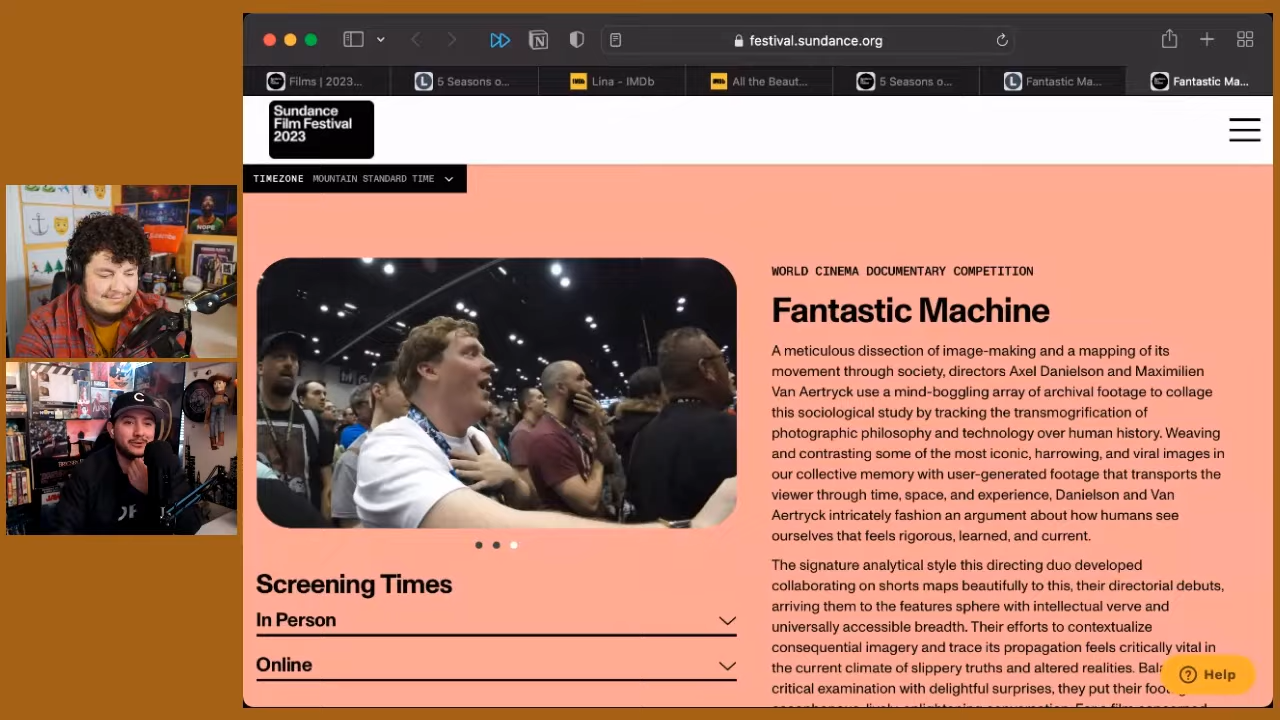 festival.sundance.org
Films | 2023...
5 Seasons o...
IMDb
Lina - IMDb
IMDb
All the Beaut...
5 Seasons o...
Fantastic Ma...
Fantastic Ma...
Sundance
Film Festival
2023
TIMEZONE MOUNTAIN STANDARD TIME
NOPE
WORLD CINEMA DOCUMENTARY COMPETITION
Fantastic Machine
A meticulous dissection of image-making and a mapping of its
movement through society, directors Axel Danielson and Maximilien
Van Aertryck use a mind-boggling array of archival footage to collage
this sociological study by tracking the transmogrification of
photographic philosophy and technology over human history. Weaving
and contrasting some of the most iconic, harrowing, and viral images in
our collective memory with user-generated footage that transports the
viewer through time, space, and experience, Danielson and Van
Aertryck intricately fashion an argument about how humans see
ourselves that feels rigorous, learned, and current.
The signature analytical style this directing duo developed
collaborating on shorts maps beautifully to this, their directorial debuts,
arriving them to the features sphere with intellectual verve and
universally accessible breadth. Their efforts to contextualize
consequential imagery and trace its propagation feels critically vital in
the current climate of slippery truths and altered realities.
critical examination with delightful surprises, they put their
Screening Times
In Person
Online
Help